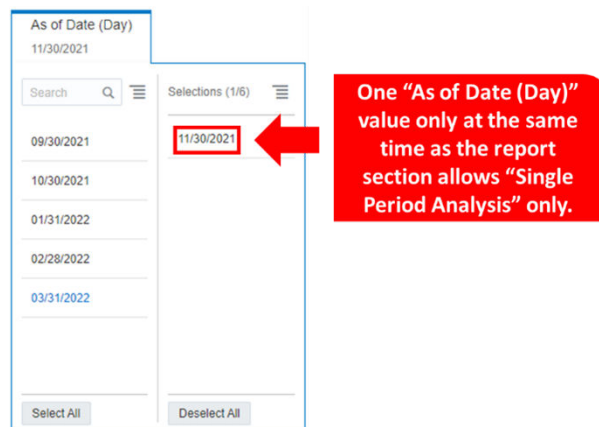 As of Date (Day)
11/30/2021
Search
Selections (1/6)
09/30/2021
10/30/2021
01/31/2022
02/28/2022
03/31/2022
11/30/2021
Select All
Deselect All
One “As of Date (Day)”
value only at the same
time as the report
section allows “Single
Period Analysis” only.